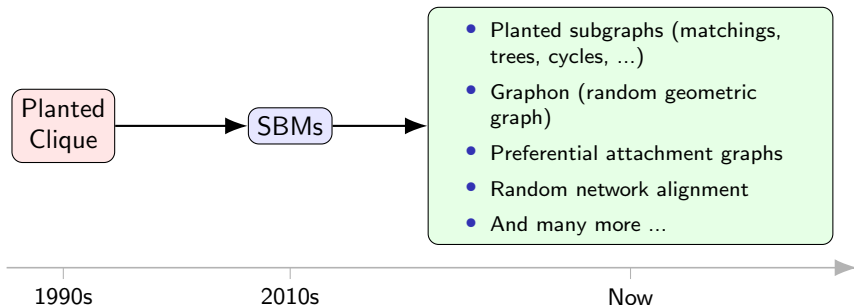 Planted
Clique
SBMs
• Planted subgraphs (matchings,
trees, cycles, ...)
• Graphon (random geometric
graph)
• Preferential attachment graphs
• Random network alignment
• And many more ...
1990s
2010s
Now